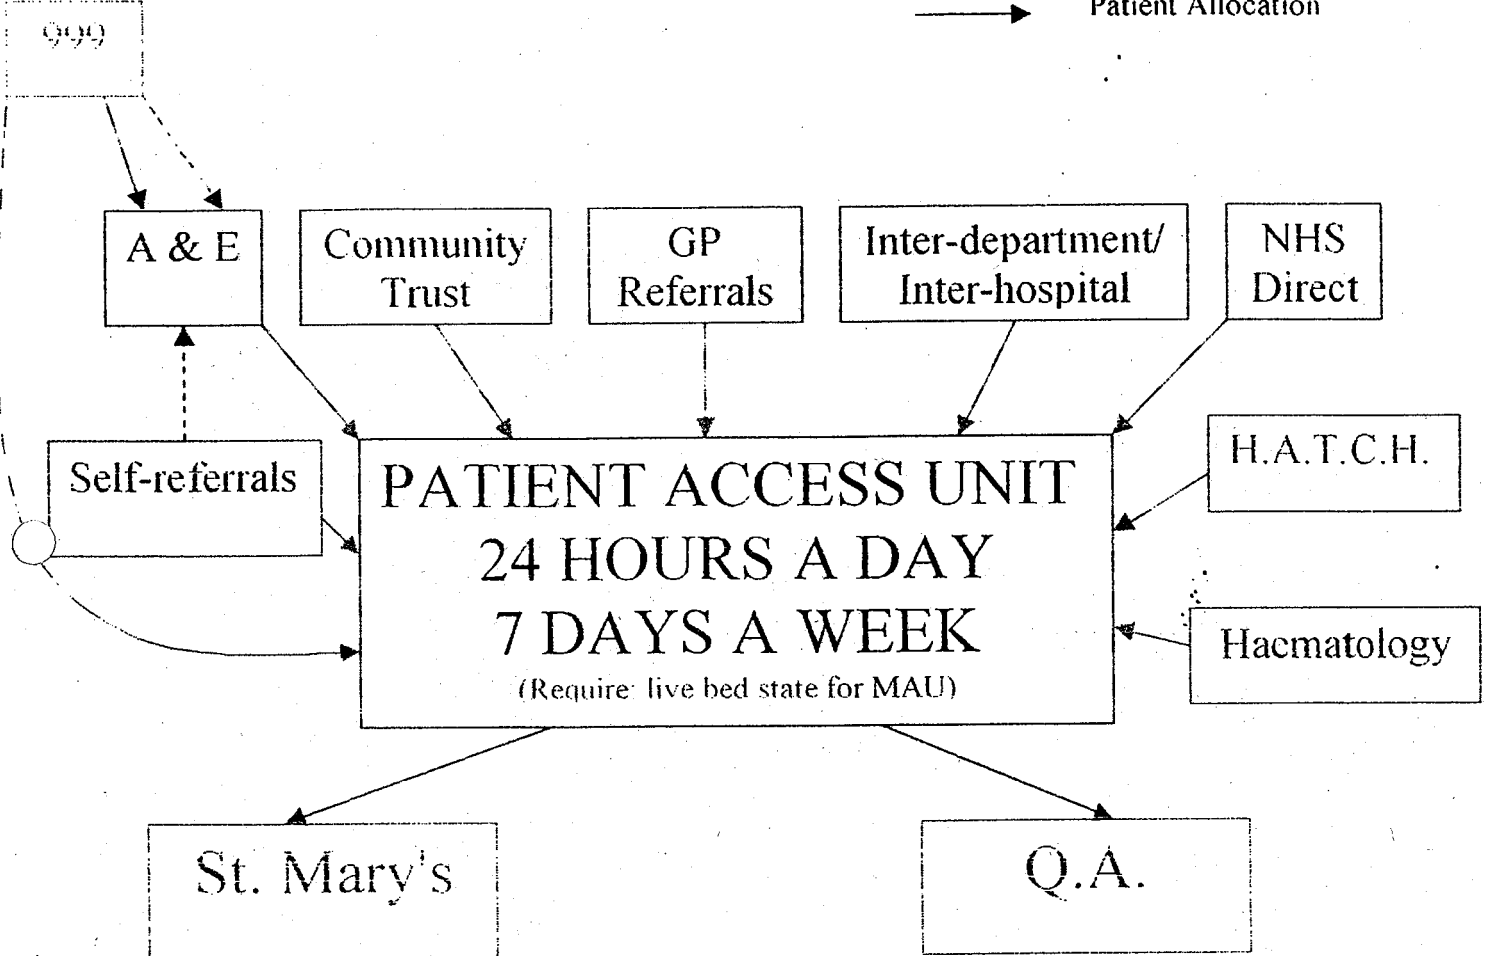 Patient Allocation
999
A & E
Community
Trust
GP
Referrals
Inter-department/
Inter-hospital
NHS
Direct
Self-referrals
H.A.T.C.H.
PATIENT ACCESS UNIT
24 HOURS A DAY
7 DAYS A WEEK
(Require: live bed state for MAU)
Haematology
St. Mary's
Q.A.